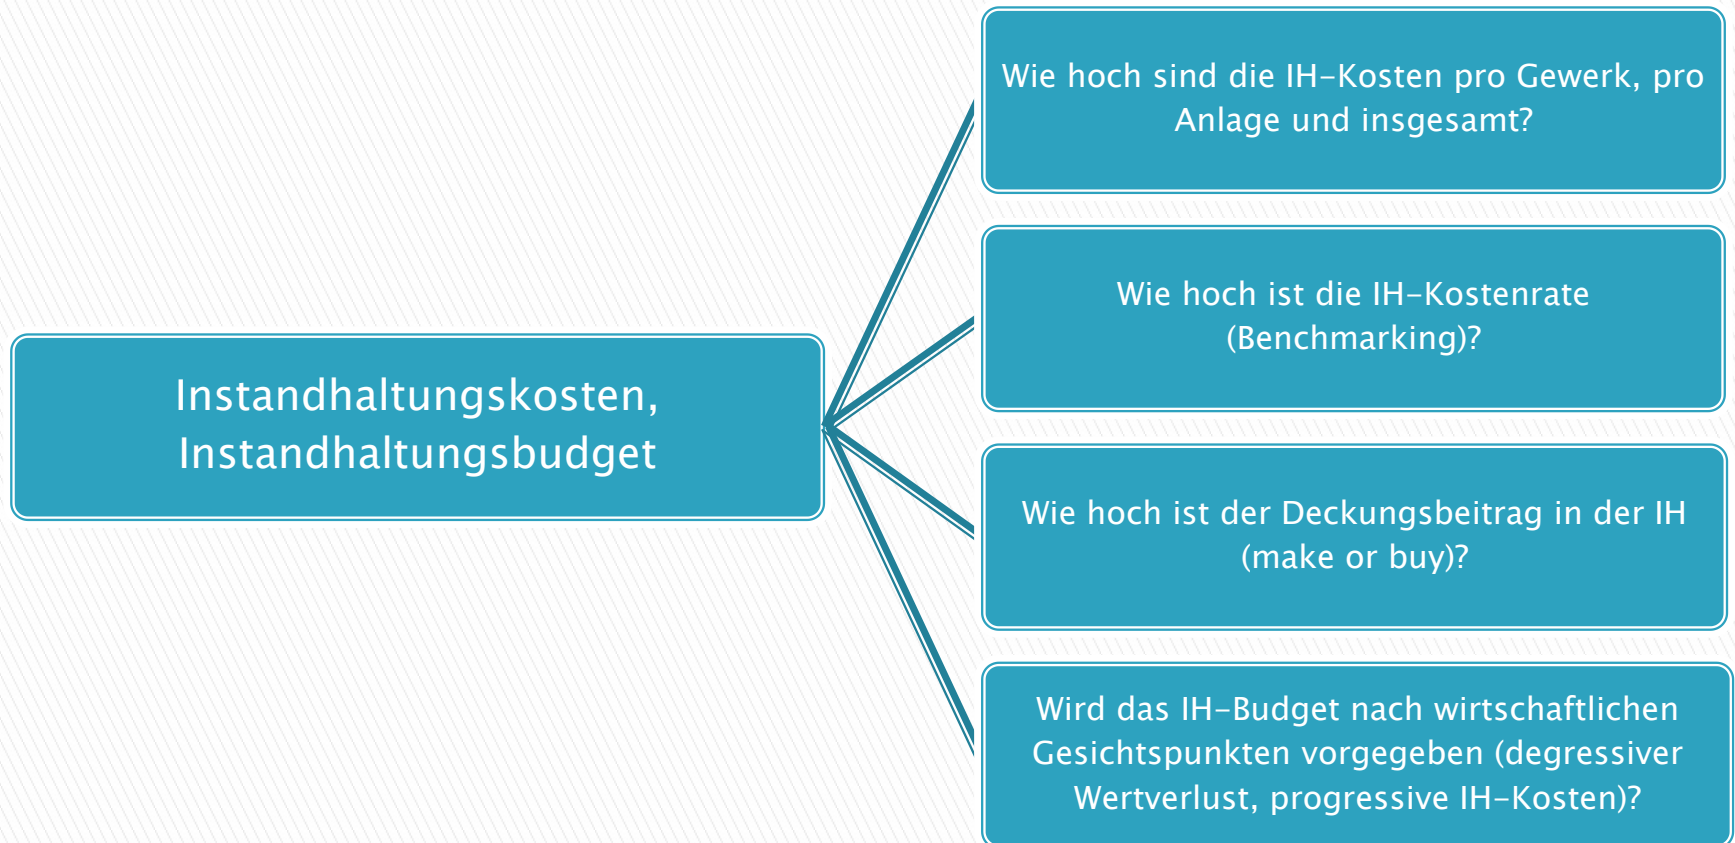 Instandhaltungskosten,
Instandhaltungsbudget
Wie hoch sind die IH-Kosten pro Gewerk, pro
Anlage und insgesamt?
Wie hoch ist die IH-Kostenrate
(Benchmarking)?
Wie hoch ist der Deckungsbeitrag in der IH
(make or buy)?
Wird das IH-Budget nach wirtschaftlichen
Gesichtspunkten vorgegeben (degressiver
Wertverlust, progressive IH-Kosten)?